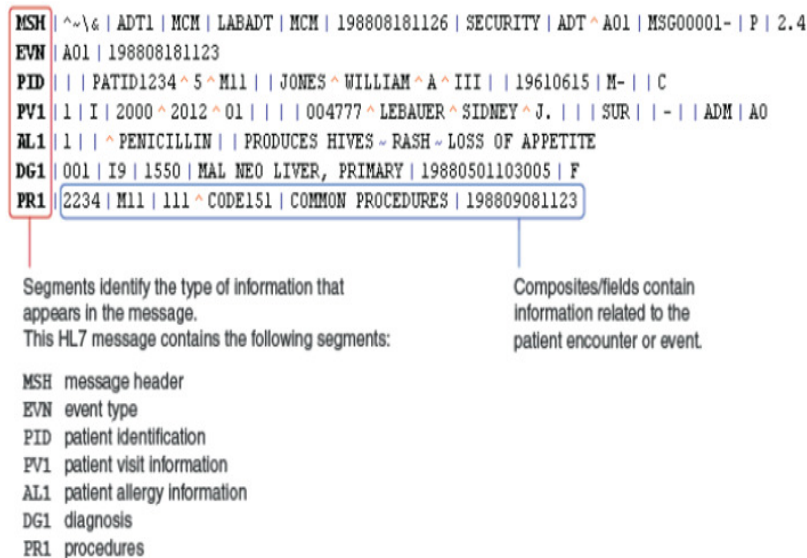 MSH | ^~\& | ADT1 | MCM | LABADT | MCM | 198808181126 | SECURITY | ADT ^ A01 | MSG00001- | P | 2.4
EVN | A01 | 198808181123
PID | | | PATID1234 ^ 5 ^ M11 | | JONES ^ WILLIAM ^ A ^ III | | 19610615 | M- | | C
PV1 | 1 | I | 2000 ^ 2012 ^ 01 | | | | 004777 ^ LEBAUER ^ SIDNEY ^ J. | | | SUR | | - | | ADM | A0
AL1 | 1 | | ^ PENICILLIN | | PRODUCES HIVES ~ RASH ~ LOSS OF APPETITE
DG1 | 001 | I9 | 1550 | MAL NEO LIVER, PRIMARY | 19880501103005 | F
PR1 | 2234 | M11 | 111 ^ CODE151 | COMMON PROCEDURES | 198809081123
Segments identify the type of information that
appears in the message.
This HL7 message contains the following segments:
Composites/fields contain
information related to the
patient encounter or event.
MSH message header
EVN event type
PID patient identification
PV1 patient visit information
AL1 patient allergy information
DG1 diagnosis
PR1 procedures